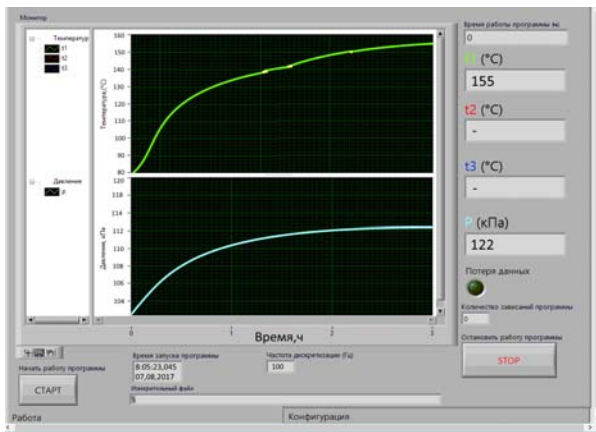 Монитор
Температур
t1
t2
t3
Температура,(°C)
160
150
140
130
120
110
100
90
80
Давление
p
Давление, кПа
120
118
114
112
110
108
106
104
0
1
2
3
Время,ч
Время работы программы
0
t1 (°C)
155
t2 (°C)
-
t3 (°C)
-
P (кПа)
122
Потеря данных
Количество зависаний программы
0
Остановить работу программы
STOP
Начать работу программы
СТАРТ
Время запуска программы
8:05:23,045
07,08,2017
Частота дискретизации (Гц)
100
Измерительный файл
Работа
Конфигурация